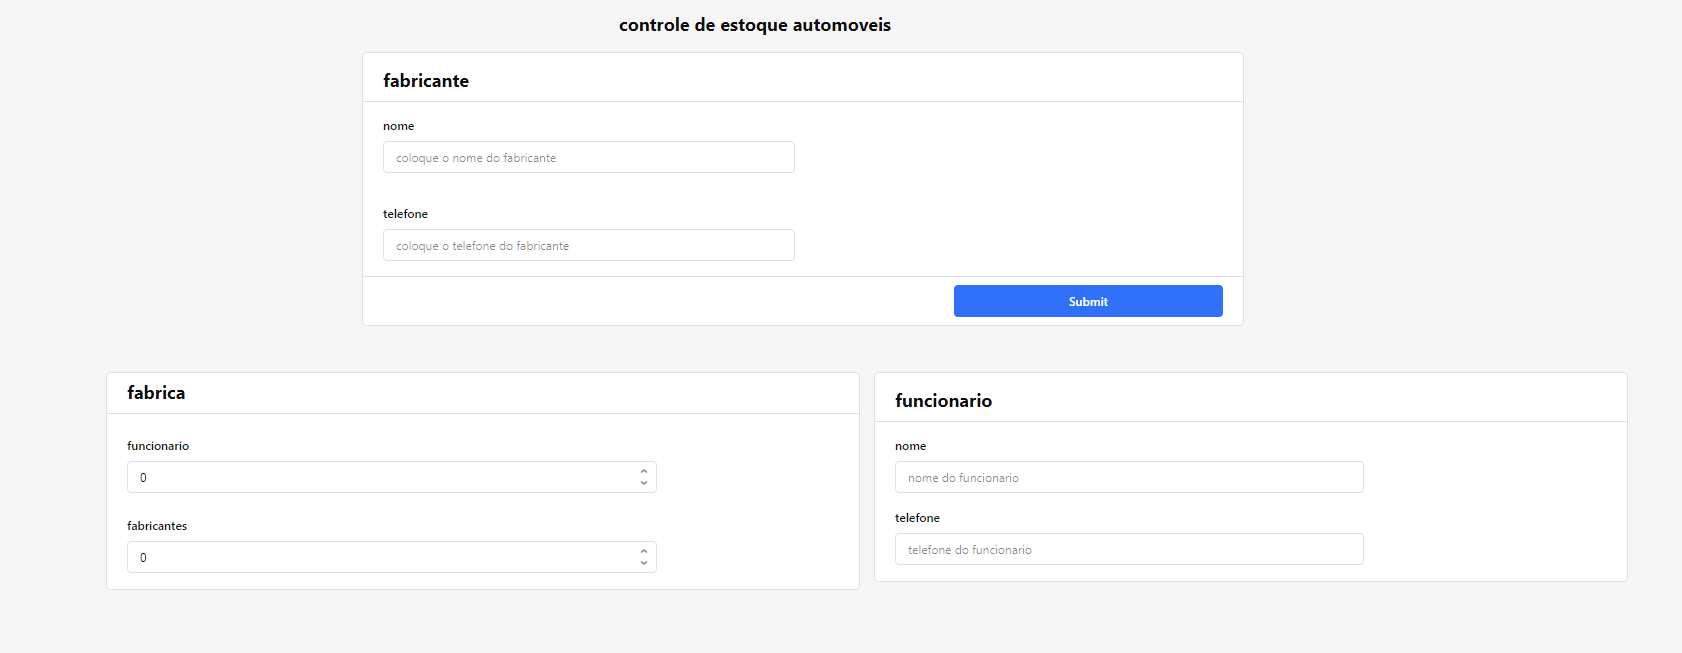 controle de estoque automoveis
fabricante
nome
coloque o nome do fabricante
telefone
coloque o telefone do fabricante
Submit
fabrica
funcionario
0
fabricantes
0
funcionario
nome
nome do funcionario
telefone
telefone do funcionario